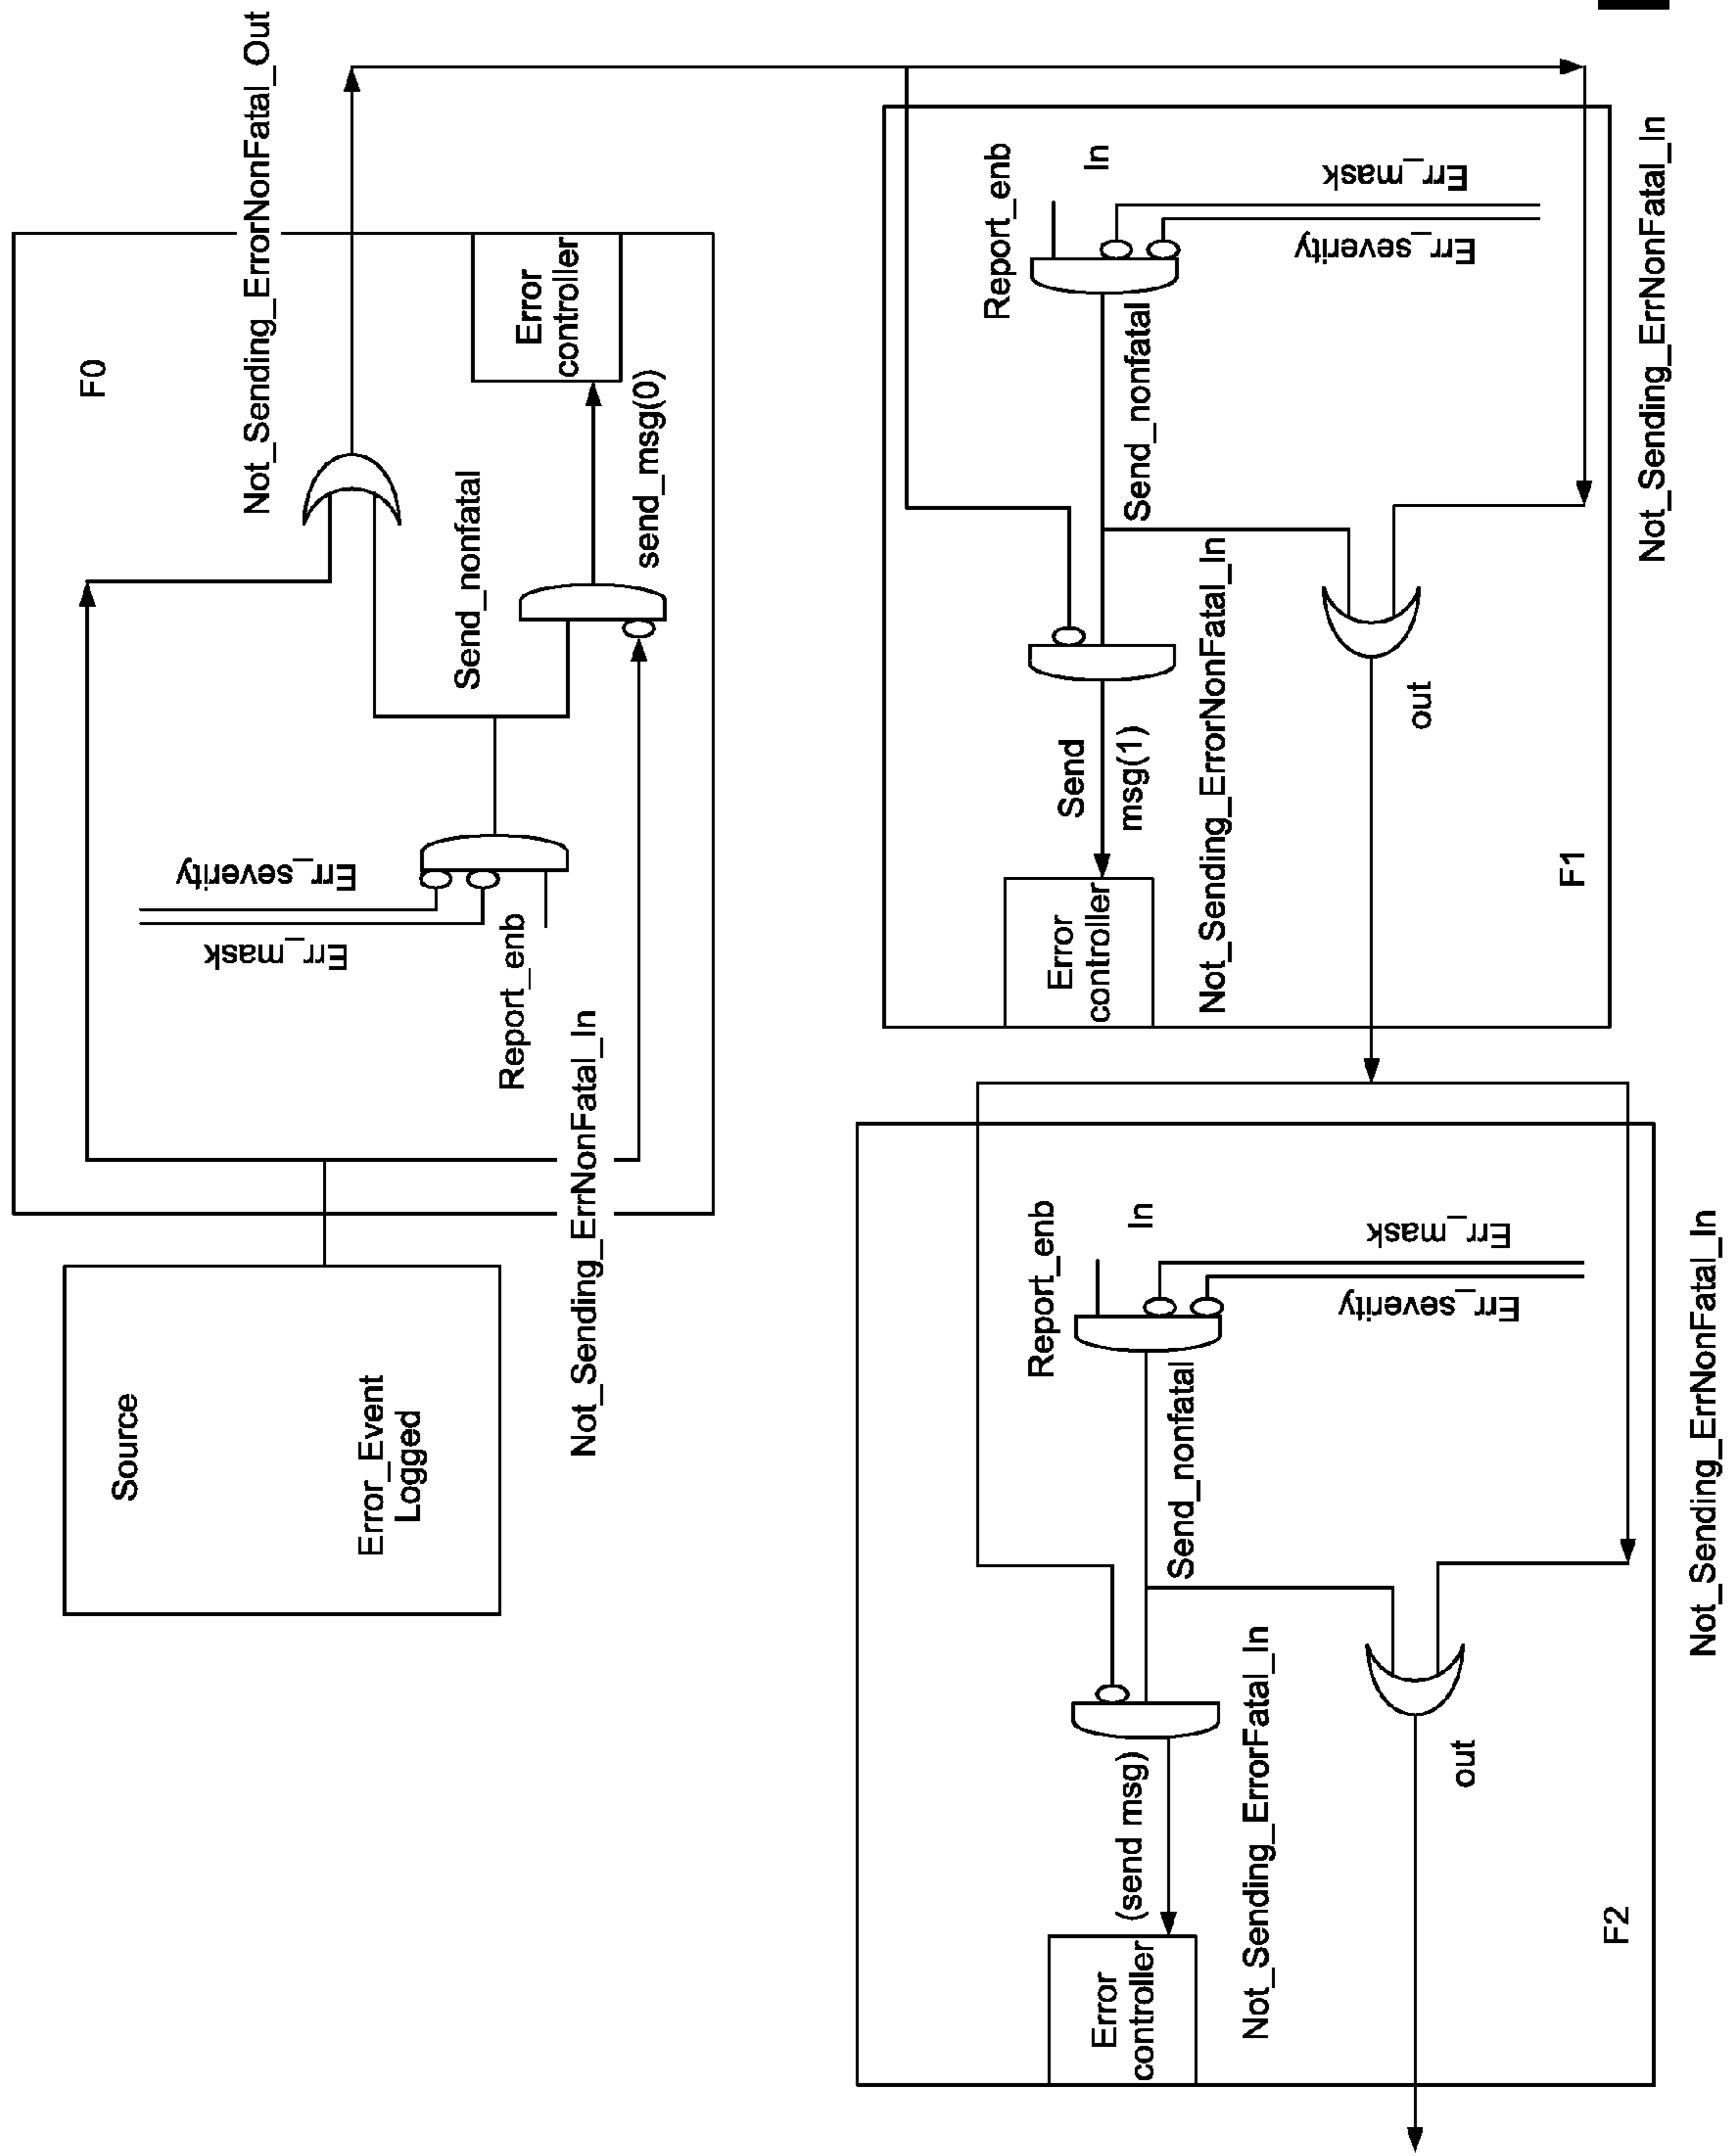 Source
Error_Event
Logged
Not_Sending_ErrNonFatal_In
F0
Err_mask
Err_severity
Report_enb
Send_nonfatal
send_msg(0)
Error
controller
Not_Sending_ErrorNonFatal_Out
Report_enb
In
Err_mask
Err_severity
Send_nonfatal
Send
msg(1)
Error
controller
Not_Sending_ErrorNonFatal_In
out
F1
Not_Sending_ErrNonFatal_In
Report_enb
In
Err_mask
Err_severity
Send_nonfatal
(send msg)
Error
controller
Not_Sending_ErrorFatal_In
out
F2
Not_Sending_ErrNonFatal_In